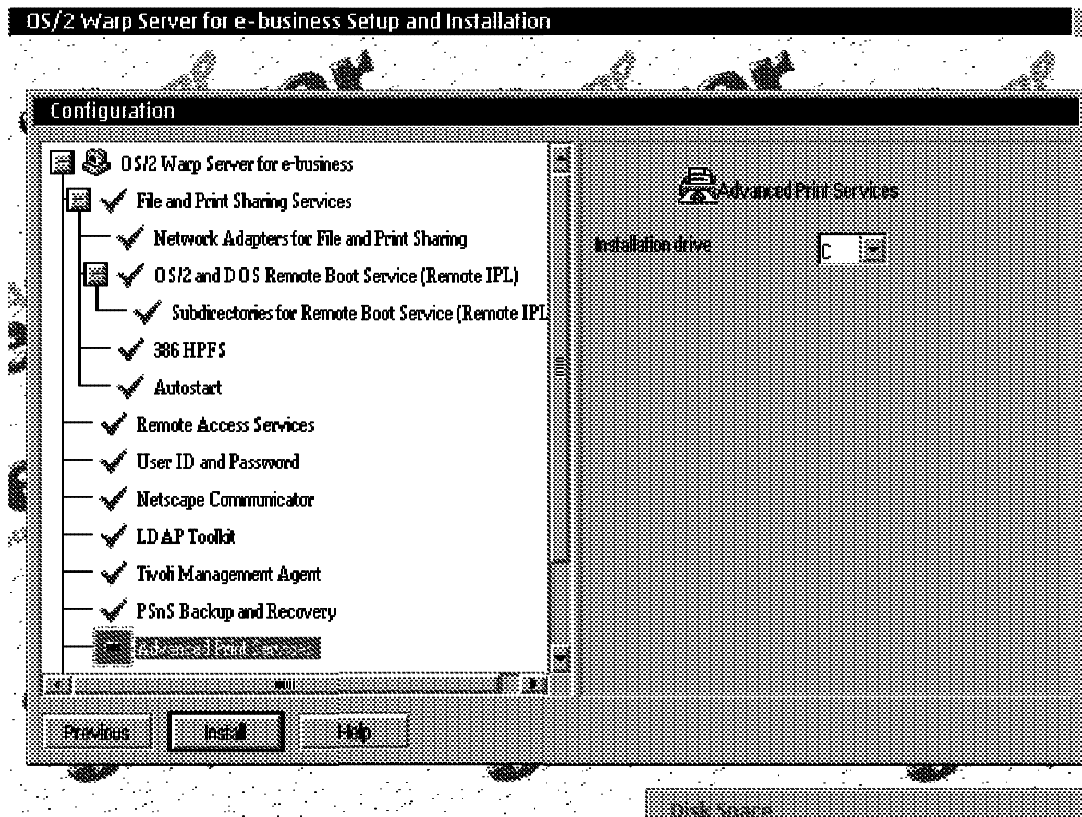 OS/2 Warp Server for e-business Setup and Installation
Configuration
OS/2 Warp Server for e-business
File and Print Sharing Services
Network Adapters for File and Print Sharing
OS/2 and DOS Remote Boot Service (Remote IPL)
Subdirectories for Remote Boot Service (Remote IPL
386 HPFS
Autostart
Remote Access Services
User ID and Password
Netscape Communicator
LDAP Toolkit
Tivoli Management Agent
PSnS Backup and Recovery
Advanced Print Services
Advanced Print Services
Installation drive
C
Previous
Install
Help
Disk Space